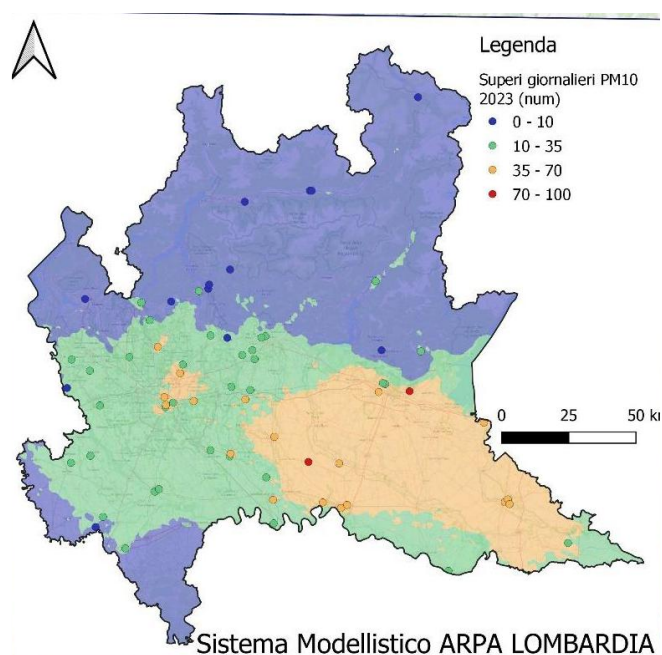 Legenda
Superi giornalieri PM10
2023 (num)
0 - 10
10 - 35
35 - 70
70 - 100
0 25 50 km
Sistema Modellistico ARPA LOMBARDIA